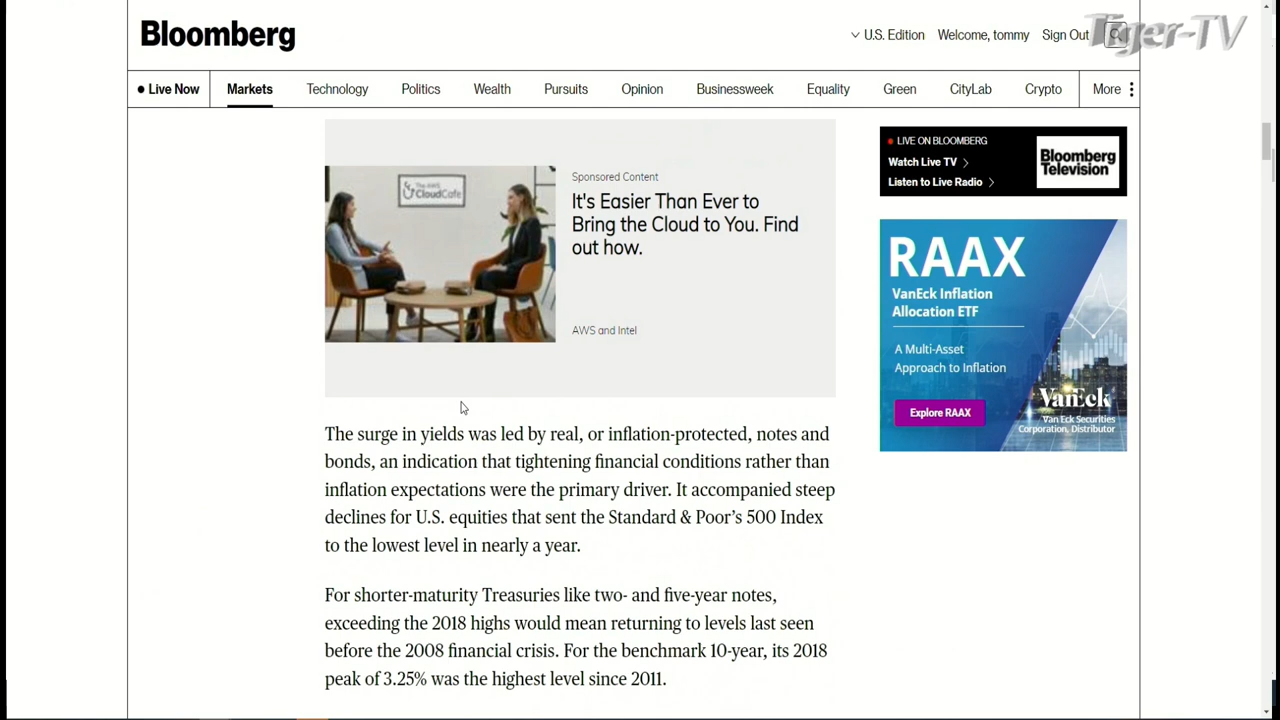 Bloomberg
U.S. Edition
Welcome, tommy
Sign Out
Tiger-TV
Live Now
Markets
Technology
Politics
Wealth
Pursuits
Opinion
Businessweek
Equality
Green
CityLab
Crypto
More
The AWS
CloudCafe
Sponsored Content
It's Easier Than Ever to
Bring the Cloud to You. Find
out how.
AWS and Intel
LIVE ON BLOOMBERG
Watch Live TV
Listen to Live Radio
Bloomberg
Television
RAAX
VanEck Inflation
Allocation ETF
A Multi-Asset
Approach to Inflation
Explore RAAX
VanEck
Van Eck Securities
Corporation, Distributor
The surge in yields was led by real, or inflation-protected, notes and
bonds, an indication that tightening financial conditions rather than
inflation expectations were the primary driver. It accompanied steep
declines for U.S. equities that sent the Standard & Poor’s 500 Index
to the lowest level in nearly a year.
For shorter-maturity Treasuries like two- and five-year notes,
exceeding the 2018 highs would mean returning to levels last seen
before the 2008 financial crisis. For the benchmark 10-year, its 2018
peak of 3.25% was the highest level since 2011.